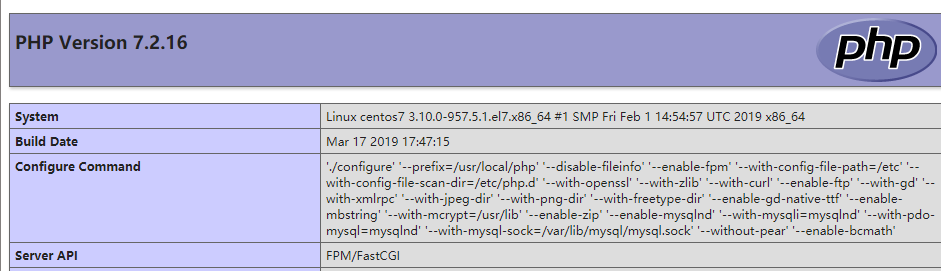 PHP Version 7.2.16
php
System Linux centos7 3.10.0-957.5.1.el7.x86_64 #1 SMP Fri Feb 1 14:54:57 UTC 2019 x86_64
Build Date Mar 17 2019 17:47:15
Configure Command './configure' '--prefix=/usr/local/php' '--disable-fileinfo' '--enable-fpm' '--with-config-file-path=/etc' '--
with-config-file-scan-dir=/etc/php.d' '--with-openssl' '--with-zlib' '--with-curl' '--enable-ftp' '--with-gd' '--
with-xmlrpc' '--with-jpeg-dir' '--with-png-dir' '--with-freetype-dir' '--enable-gd-native-ttf' '--enable-
mbstring' '--with-mcrypt=/usr/lib' '--enable-zip' '--enable-mysqlnd' '--with-mysqli=mysqlnd' '--with-pdo-
mysql=mysqlnd' '--with-mysql-sock=/var/lib/mysql/mysql.sock' '--without-pear' '--enable-bcmath'
Server API FPM/FastCGI